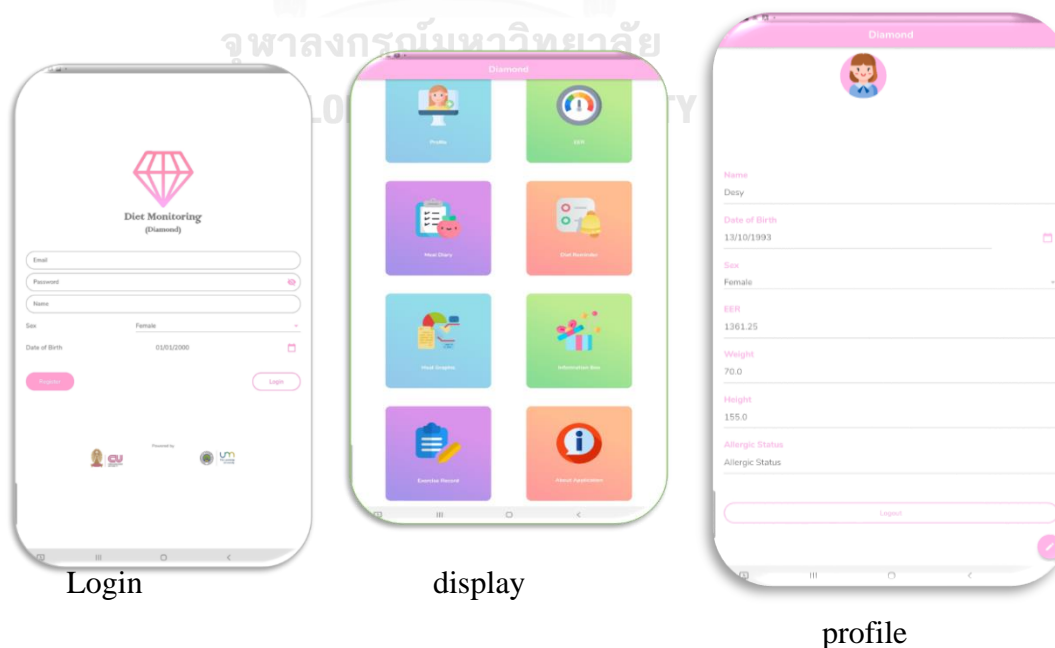 จุฬาลงกรณ์มหาวิทยาลัย
Diet Monitoring
(Diamond)
Email
Password
Name
Sex Female
Date of Birth 01/01/2000
Register Login
Powered by
CU
UM
Login
Diamond
Profile EER
Meal Diary Diet Reminder
Meal Graphic Information Box
Exercise Record About Application
display
Diamond
Name
Desy
Date of Birth
13/10/1993
Sex
Female
EER
1361.25
Weight
70.0
Height
155.0
Allergic Status
Allergic Status
Logout
profile